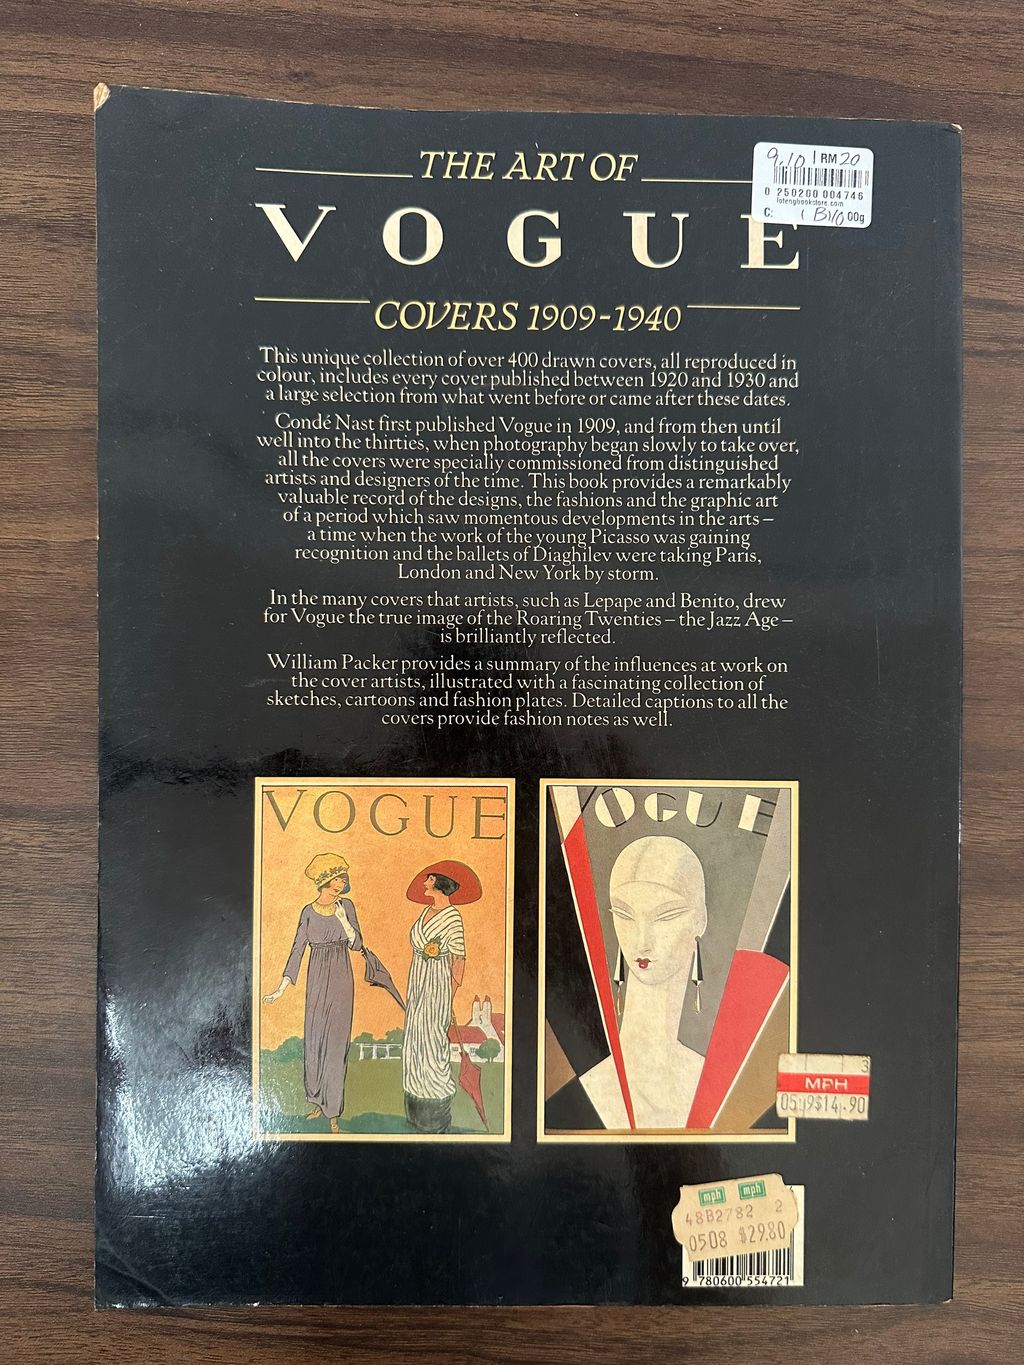 THE ART OF
VOGUE
COVERS 1909-1940
9.10 RM 20
0 250200 004746
lotengbookstore.com
C: 00g
This unique collection of over 400 drawn covers, all reproduced in
colour, includes every cover published between 1920 and 1930 and
a large selection from what went before or came after these dates.
Condé Nast first published Vogue in 1909, and from then until
well into the thirties, when photography began slowly to take over,
all the covers were specially commissioned from distinguished
artists and designers of the time. This book provides a remarkably
valuable record of the designs, the fashions and the graphic art
of a period which saw momentous developments in the arts –
a time when the work of the young Picasso was gaining
recognition and the ballets of Diaghilev were taking Paris,
London and New York by storm.
In the many covers that artists, such as Lepape and Benito, drew
for Vogue the true image of the Roaring Twenties – the Jazz Age –
is brilliantly reflected.
William Packer provides a summary of the influences at work on
the cover artists, illustrated with a fascinating collection of
sketches, cartoons and fashion plates. Detailed captions to all the
covers provide fashion notes as well.
VOGUE
VOGUE
3
MPH
$14.90
mph mph
48B2782 2
0508 $29.80
9 780600 554721